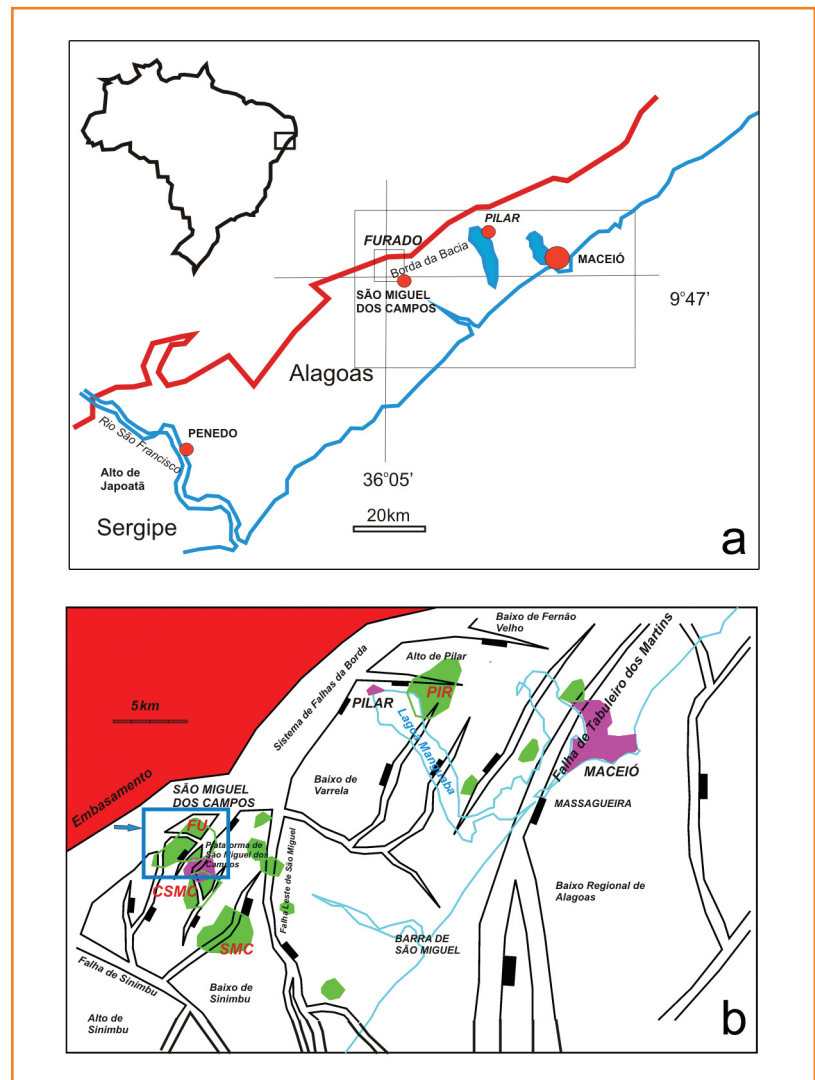 PILAR
FURADO
Borda da Bacia
MACEIÓ
SÃO MIGUEL
DOS CAMPOS
9°47'
Alagoas
PENEDO
Rio São Francisco
36°05'
Alto de
Japoatã
20km
Sergipe
a
Baixo de Fernão
Velho
Alto de Pilar
Sistema de Falhas da Borda
PIR
5km
PILAR
Falha de Tabuleiro dos Martins
Lagoa Manguaba
MACEIÓ
Baixo de
Varrela
Embasamento
SÃO MIGUEL
DOS CAMPOS
MASSAGUEIRA
FU
Plataforma de
São Miguel dos
Campos
Falha Leste de São Miguel
CSMC
Baixo Regional de
Alagoas
SMC
BARRA DE
SÃO MIGUEL
Falha de Sinimbu
Baixo de
Sinimbu
Alto de
Sinimbu
b